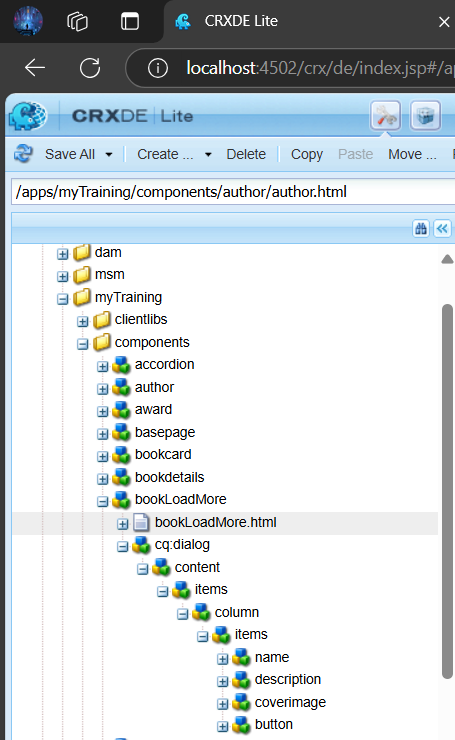 CRXDE Lite
localhost:4502/crx/de/index.jsp#/a
CRXDE | Lite
Save All Create ... Delete Copy Paste Move ...
/apps/myTraining/components/author/author.html
dam
msm
myTraining
clientlibs
components
accordion
author
award
basepage
bookcard
bookdetails
bookLoadMore
bookLoadMore.html
cq:dialog
content
items
column
items
name
description
coverimage
button